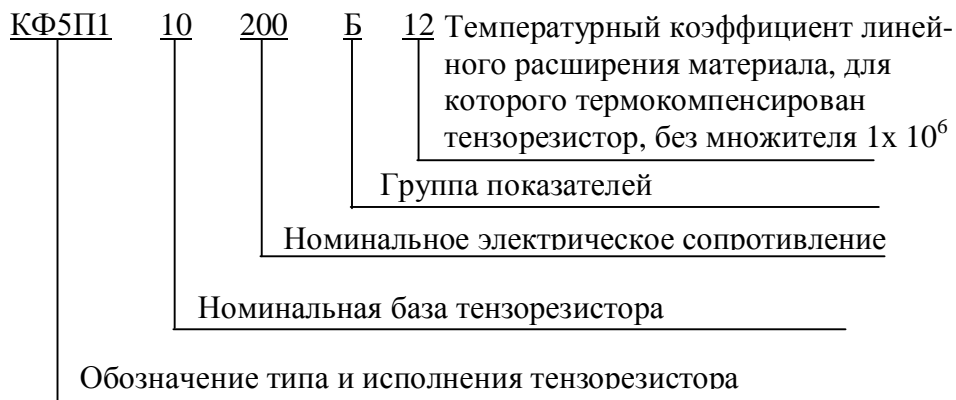 КФ5П1 10 200 Б 12 Температурный коэффициент линей-
ного расширения материала, для
которого термокомпенсирован
тензорезистор, без множителя 1х 10⁶
Группа показателей
Номинальное электрическое сопротивление
Номинальная база тензорезистора
Обозначение типа и исполнения тензорезистора